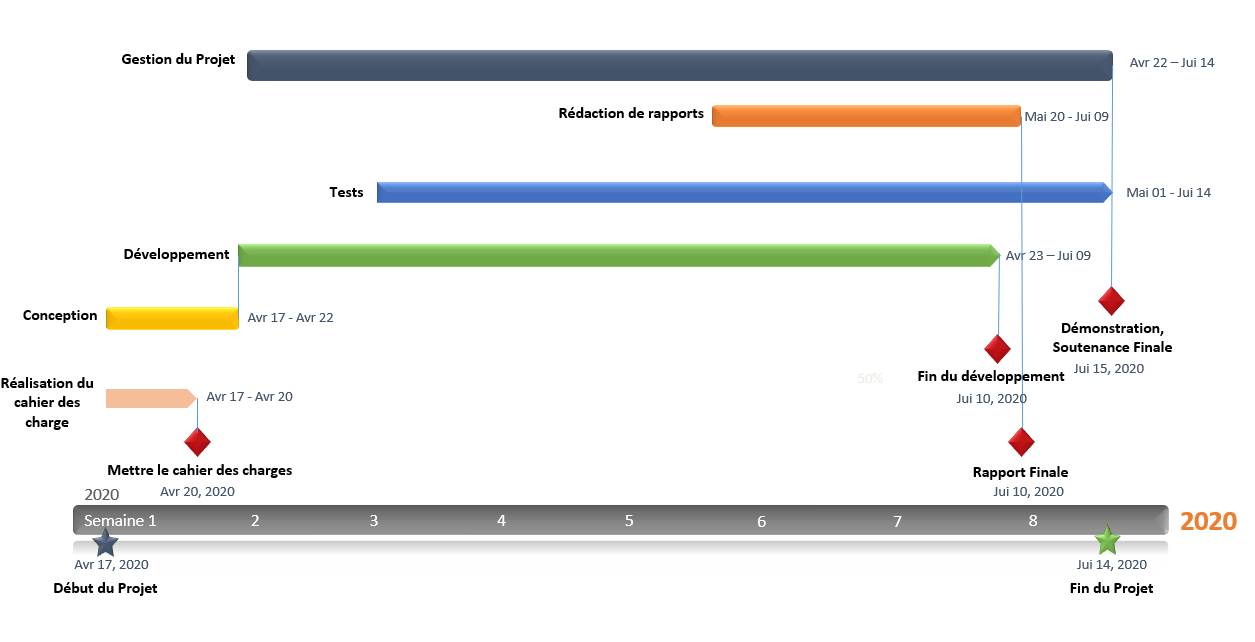 Gestion du Projet
Avr 22 – Jui 14
Rédaction de rapports
Mai 20 - Jui 09
Tests
Mai 01 - Jui 14
Développement
Avr 23 – Jui 09
Conception
Avr 17 - Avr 22
Démonstration,
Soutenance Finale
Jui 15, 2020
50%
Fin du développement
Jui 10, 2020
Réalisation du
cahier des
charge
Avr 17 - Avr 20
Mettre le cahier des charges
Avr 20, 2020
Rapport Finale
Jui 10, 2020
2020
Semaine 1 2 3 4 5 6 7 8
2020
Avr 17, 2020
Début du Projet
Jui 14, 2020
Fin du Projet